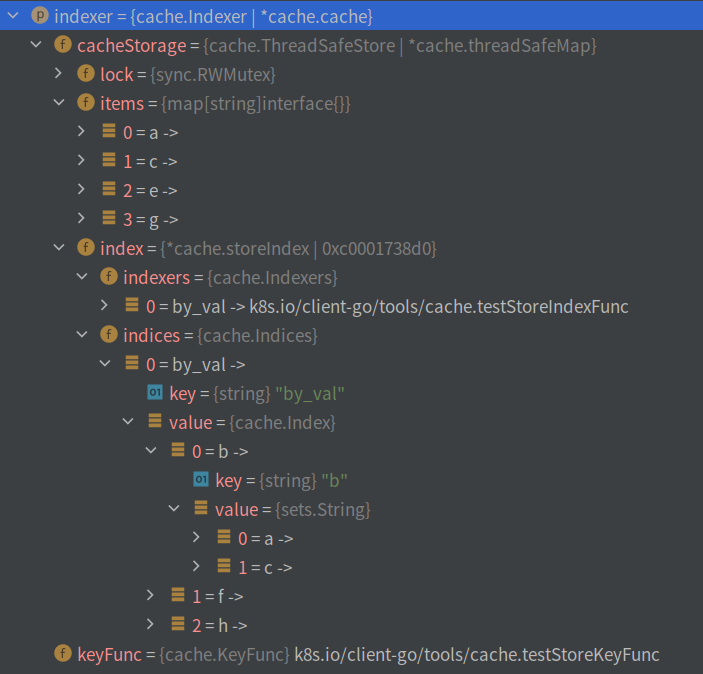 p indexer = {cache.Indexer | *cache.cache}
f cacheStorage = {cache.ThreadSafeStore | *cache.threadSafeMap}
f lock = {sync.RWMutex}
f items = {map[string]interface{}}
0 = a ->
1 = c ->
2 = e ->
3 = g ->
f index = {*cache.storeIndex | 0xc0001738d0}
f indexers = {cache.Indexers}
0 = by_val -> k8s.io/client-go/tools/cache.testStoreIndexFunc
f indices = {cache.Indices}
0 = by_val ->
01 key = {string} "by_val"
value = {cache.Index}
0 = b ->
01 key = {string} "b"
value = {sets.String}
0 = a ->
1 = c ->
1 = f ->
2 = h ->
f keyFunc = {cache.KeyFunc} k8s.io/client-go/tools/cache.testStoreKeyFunc